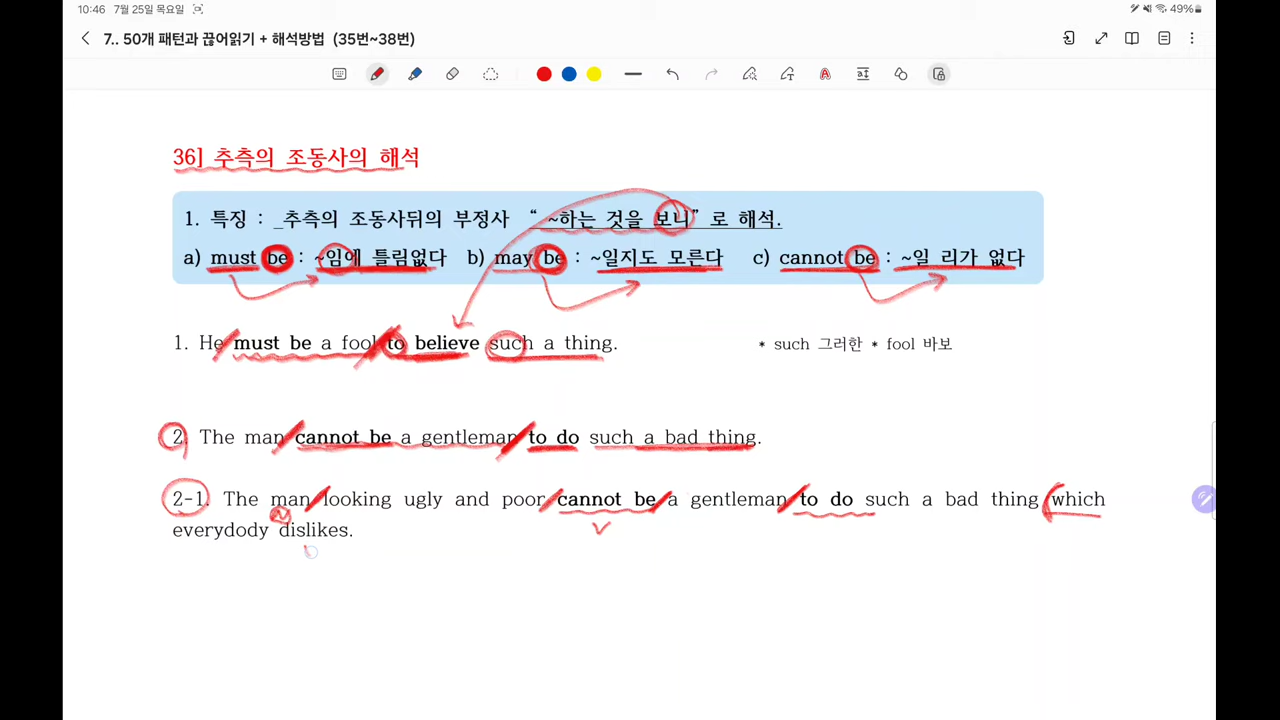 10:46 7월 25일 목요일 49%
7.. 50개 패턴과 끊어읽기 + 해석방법 (35번~38번)
36] 추측의 조동사의 해석
1. 특징 : _추측의 조동사뒤의 부정사 “ ~하는 것을 보니” 로 해석.
a) must be : ~임에 틀림없다 b) may be : ~일지도 모른다 c) cannot be : ~일 리가 없다
1. He must be a fool to believe such a thing. * such 그러한 * fool 바보
2. The man cannot be a gentleman to do such a bad thing.
2-1. The man looking ugly and poor cannot be a gentleman to do such a bad thing which
everydody dislikes.